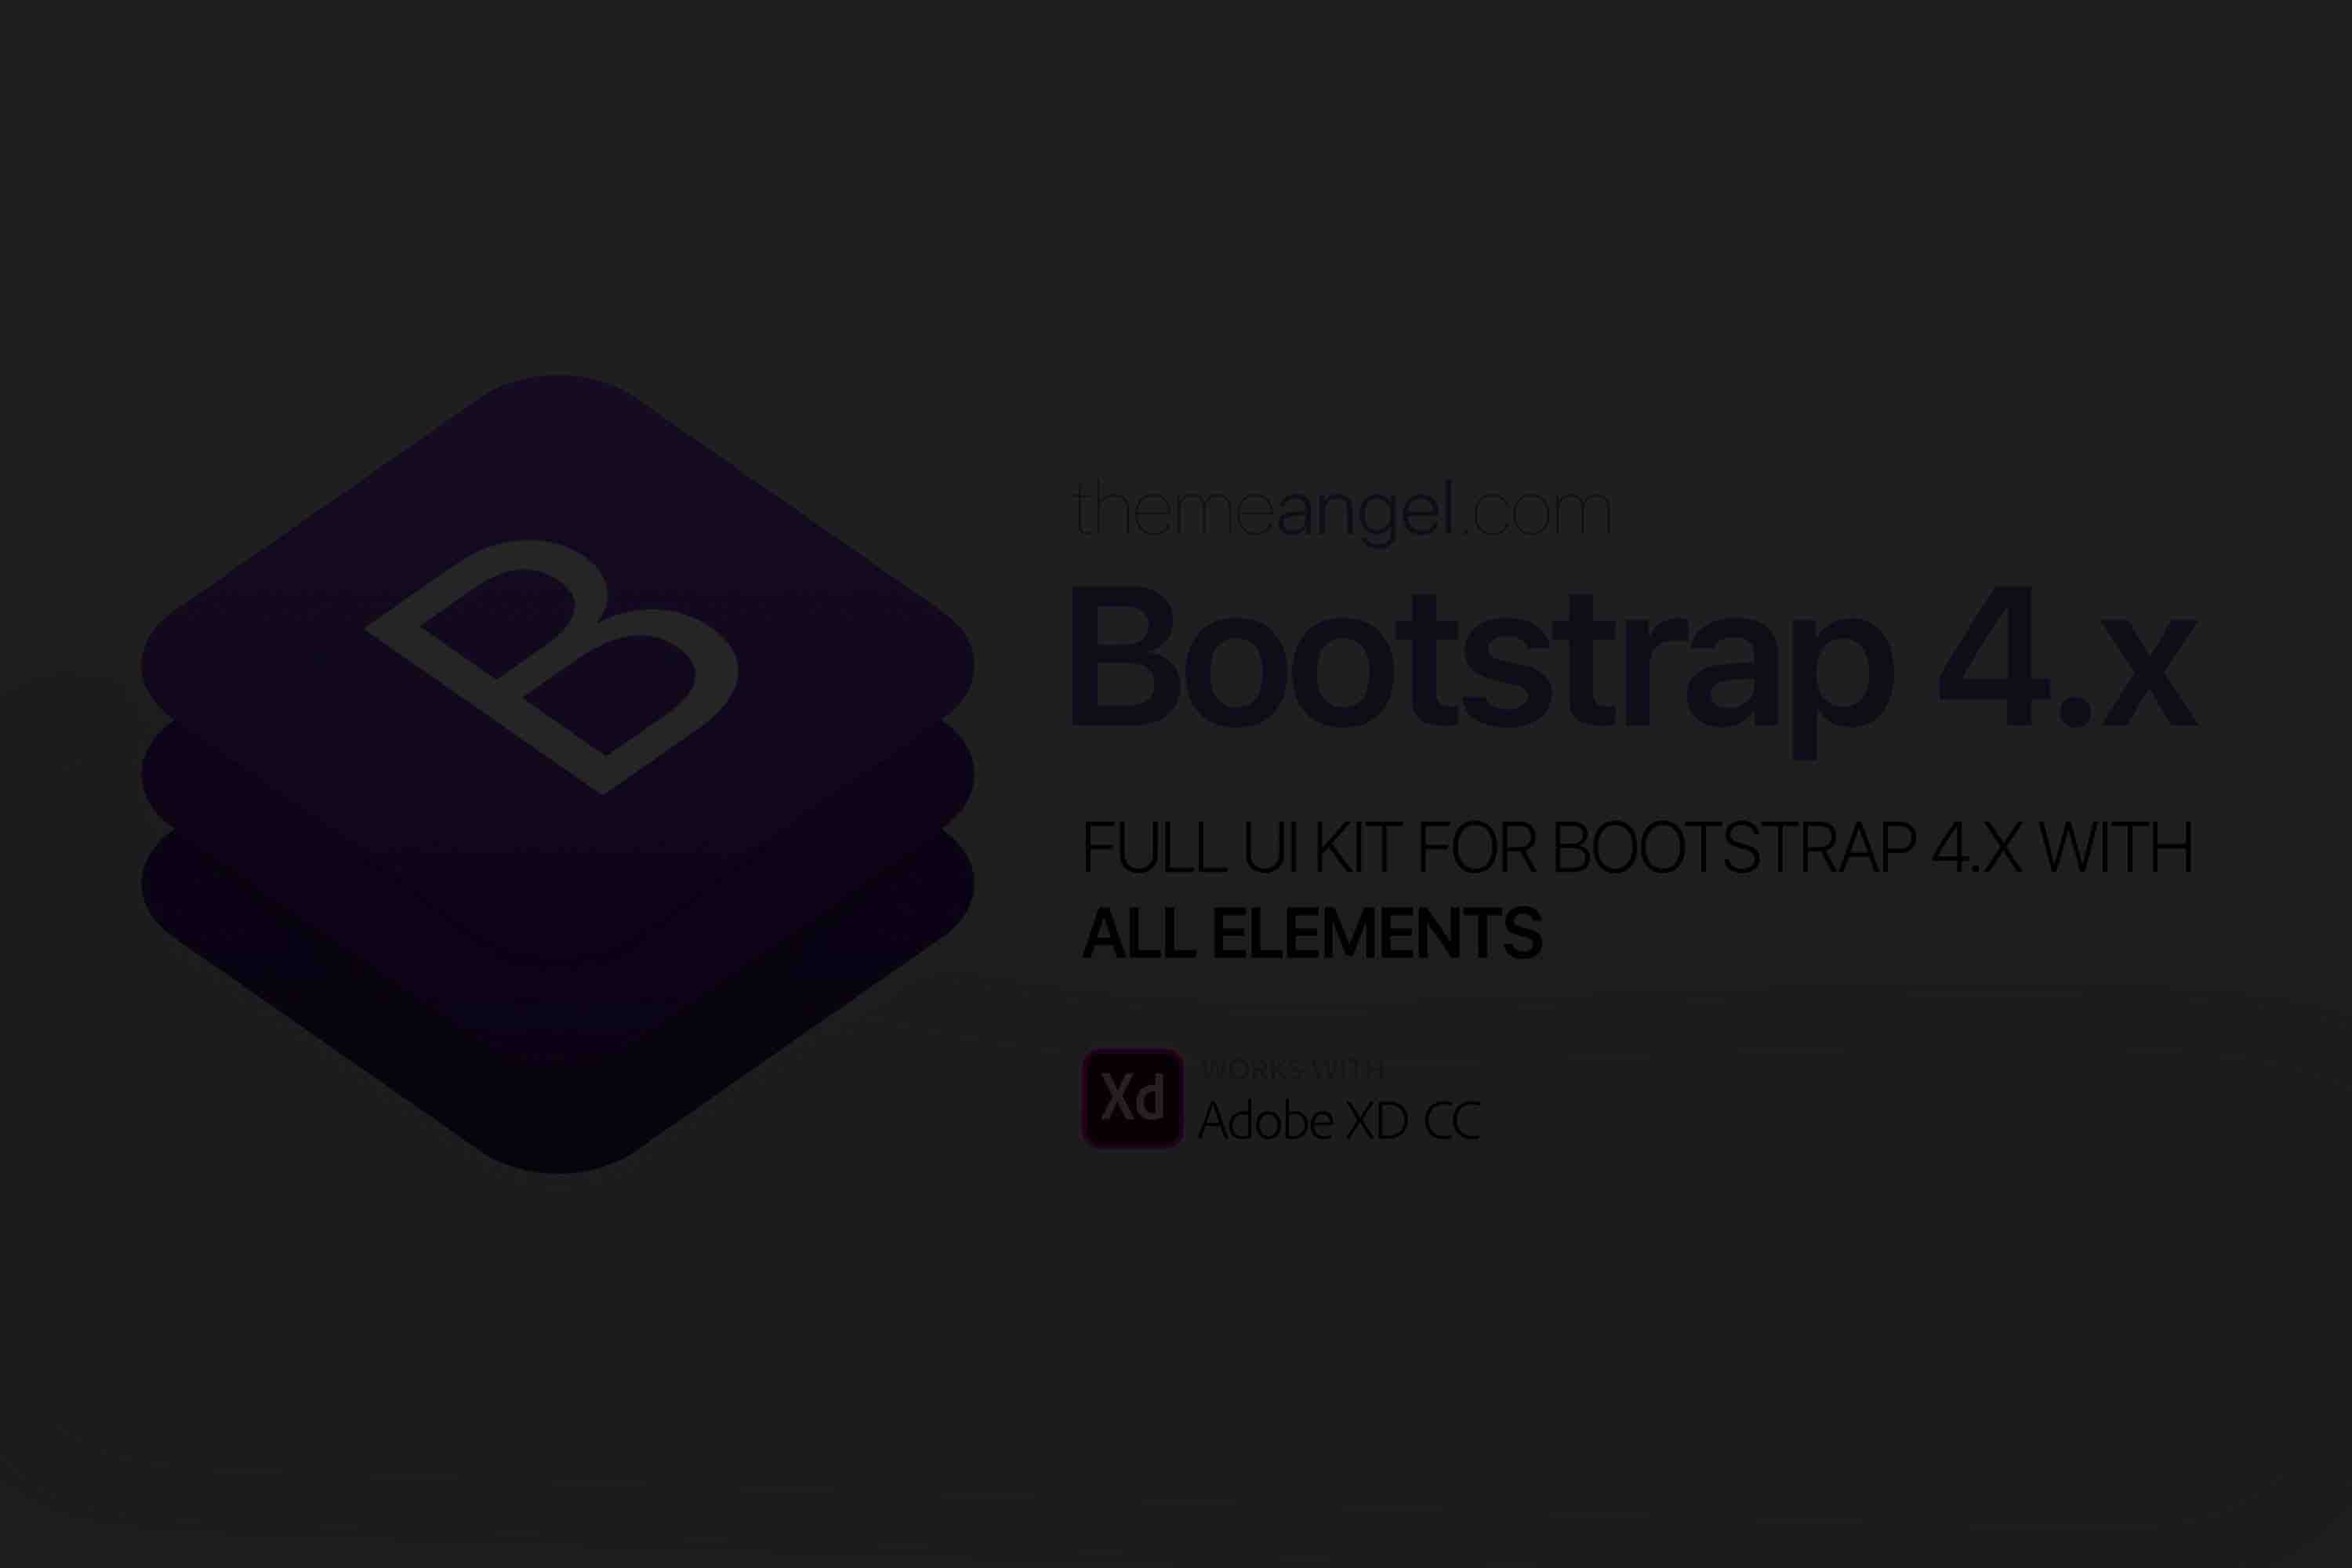 B
themeangel.com
Bootstrap 4.x
FULL UI KIT FOR BOOTSTRAP 4.X WITH
ALL ELEMENTS
Xd
WORKS WITH
Adobe XD CC